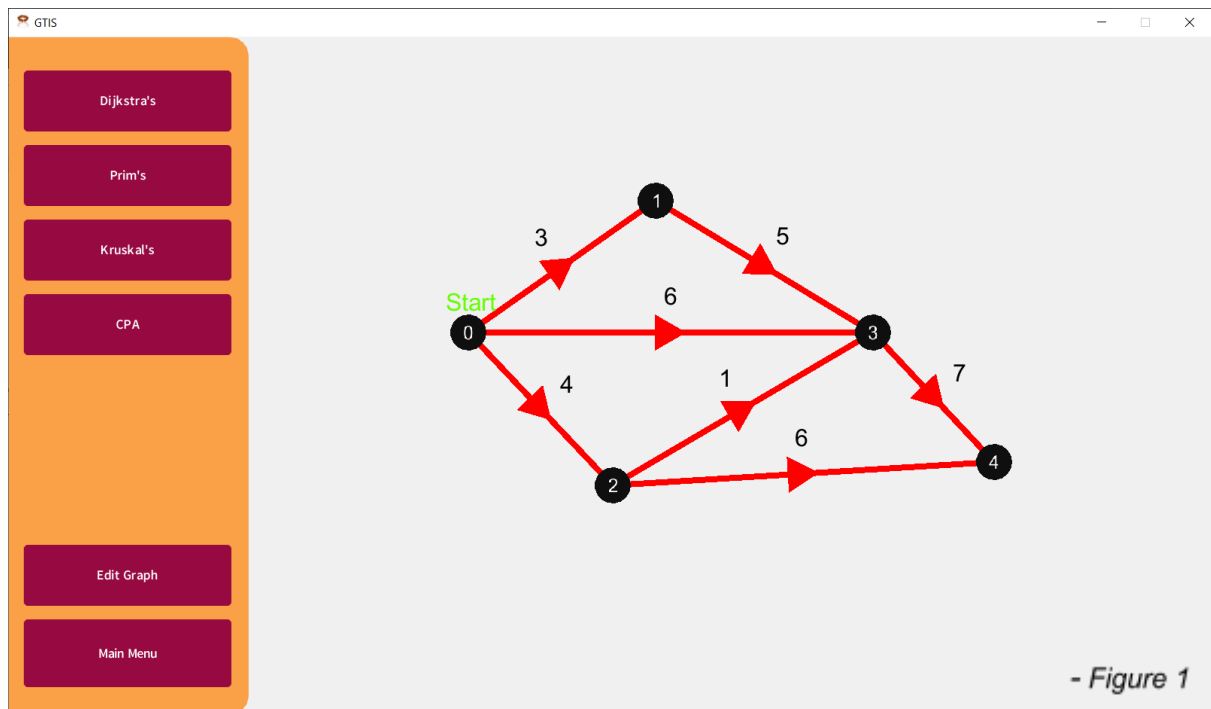 GTIS
Dijkstra's
Prim's
Kruskal's
CPA
Edit Graph
Main Menu
1
3
5
Start
6
0
3
4
1
7
6
4
2
- Figure 1